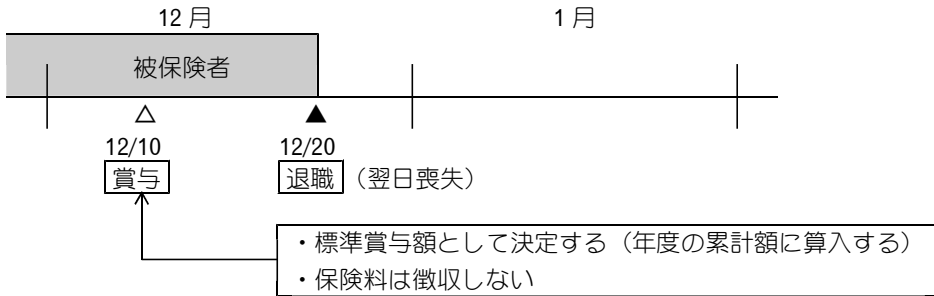 12 月
1 月
被保険者
△ ▲
12/10 12/20
賞与 退職 (翌日喪失)
・標準賞与額として決定する(年度の累計額に算入する)
・保険料は徴収しない